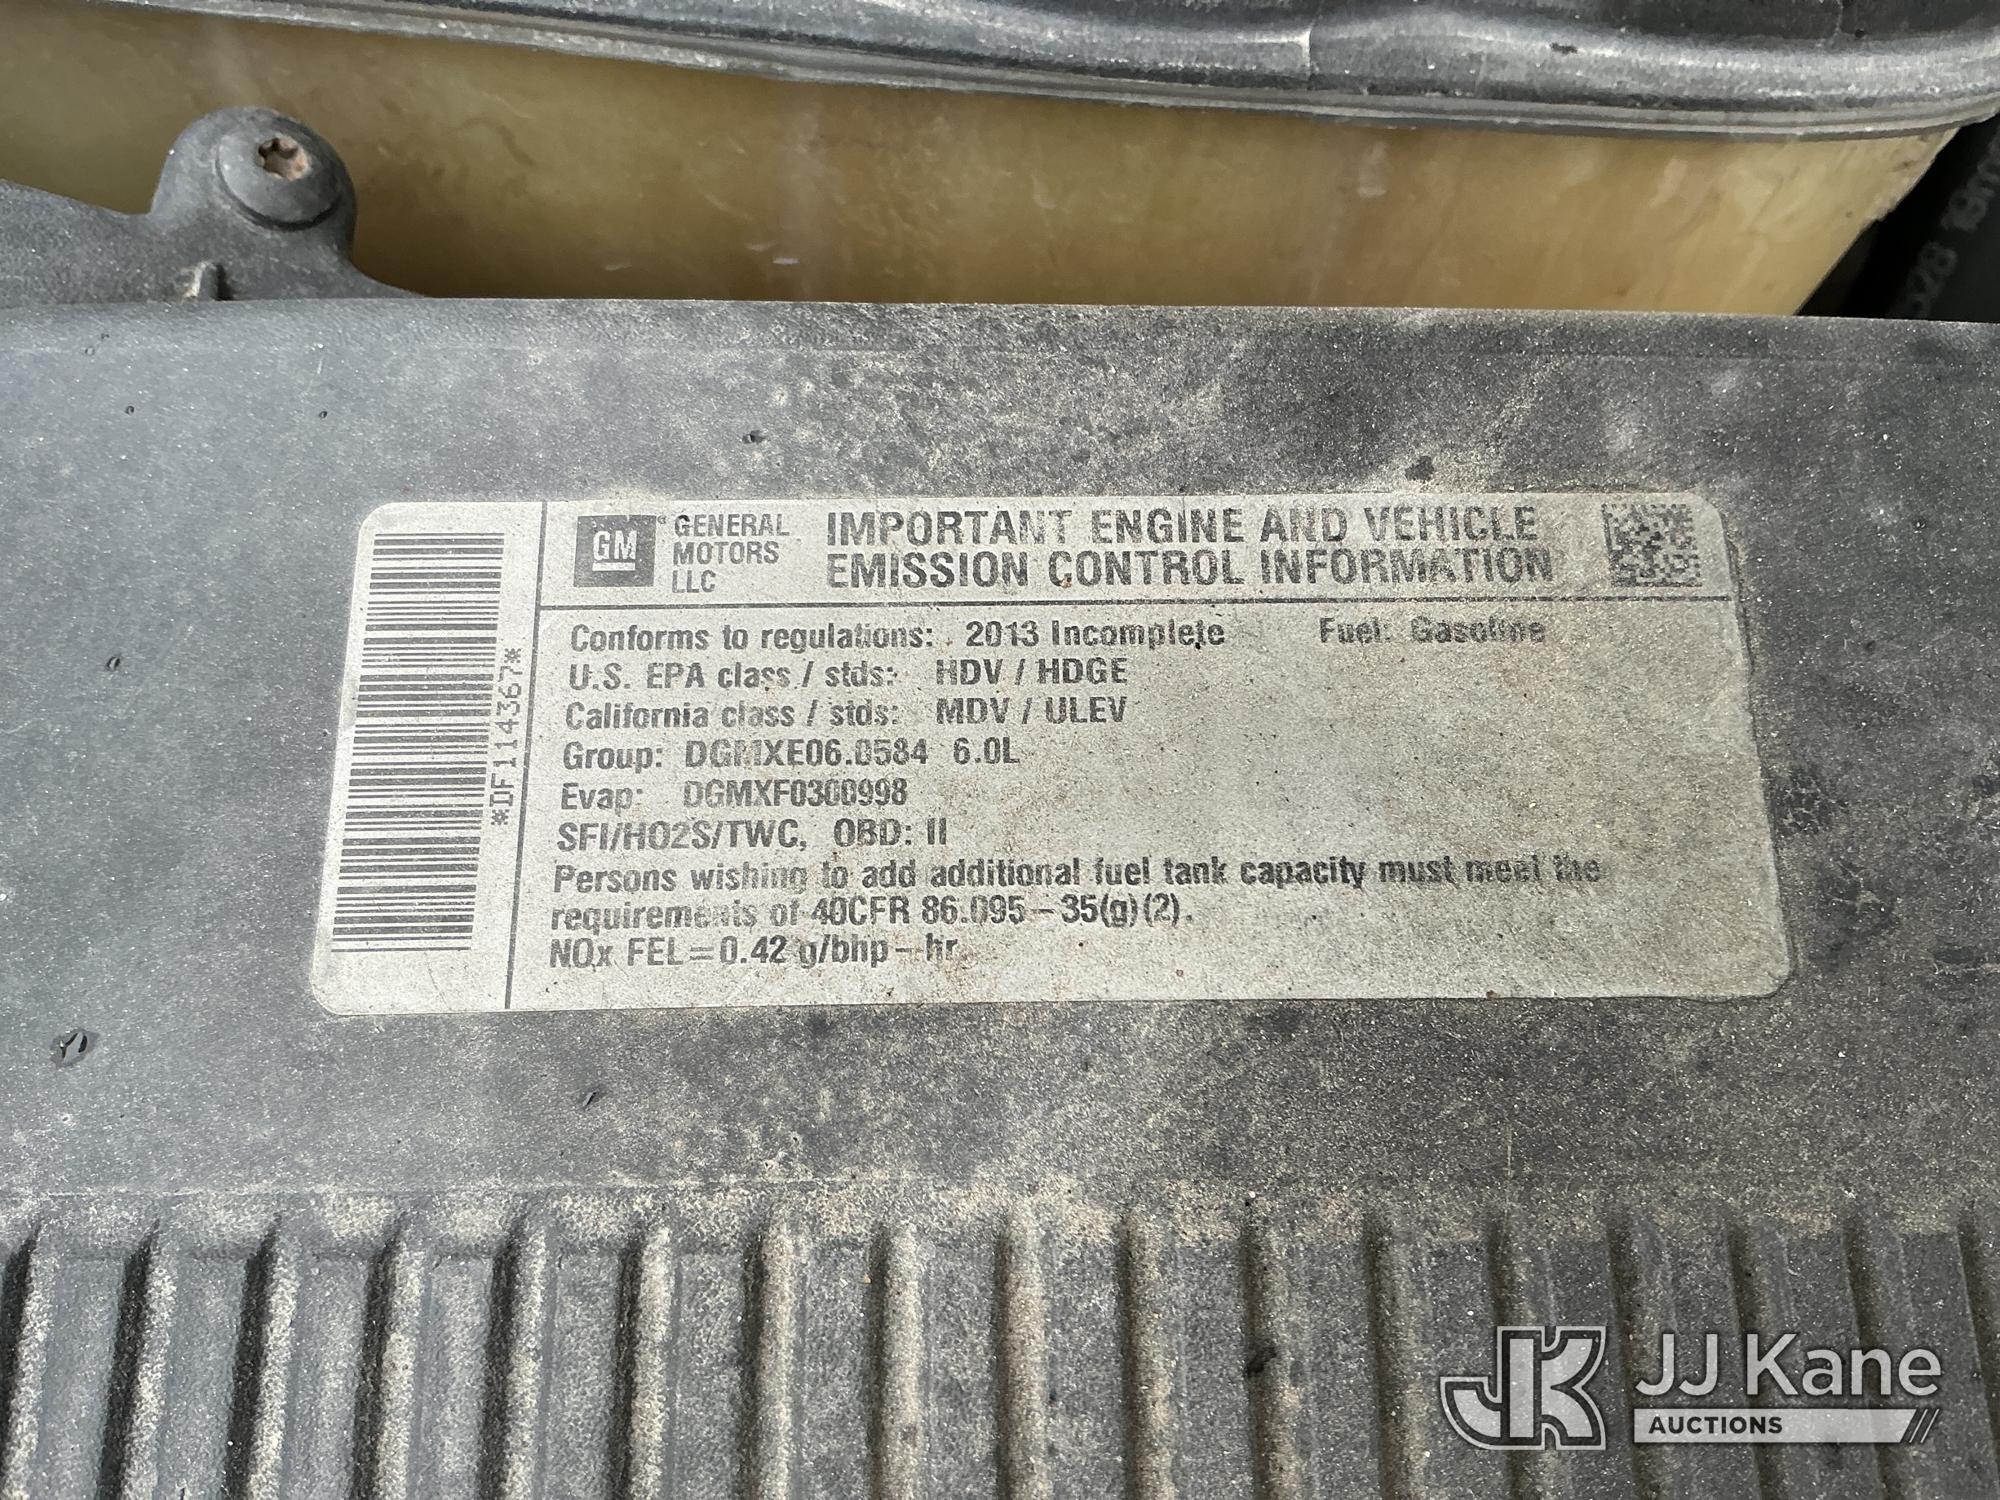 528 19mm
GM
GENERAL
MOTORS
LLC
IMPORTANT ENGINE AND VEHICLE
EMISSION CONTROL INFORMATION
*DF114367*
Conforms to regulations: 2013 Incomplete Fuel: Gasoline
U.S. EPA class / stds: HDV / HDGE
California class / stds: MDV / ULEV
Group: DGMXE06.0584 6.0L
Evap: DGMXF0300998
SFI/HO2S/TWC, OBD: II
Persons wishing to add additional fuel tank capacity must meet the
requirements of 40CFR 86.095-35(g)(2).
NOx FEL=0.42 g/bhp-hr.
JK JJ Kane
AUCTIONS